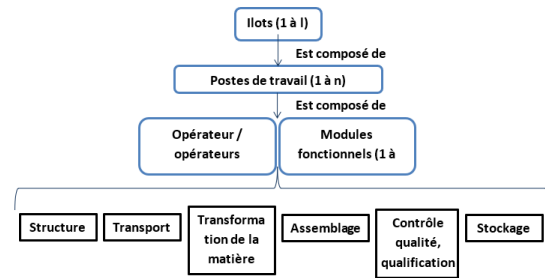 Ilots (1 à l)
Est composé de
Postes de travail (1 à n)
Est composé de
Opérateur /
opérateurs
Modules
fonctionnels (1 à
Structure
Transport
Transforma
tion de la
matière
Assemblage
Contrôle
qualité,
qualification
Stockage